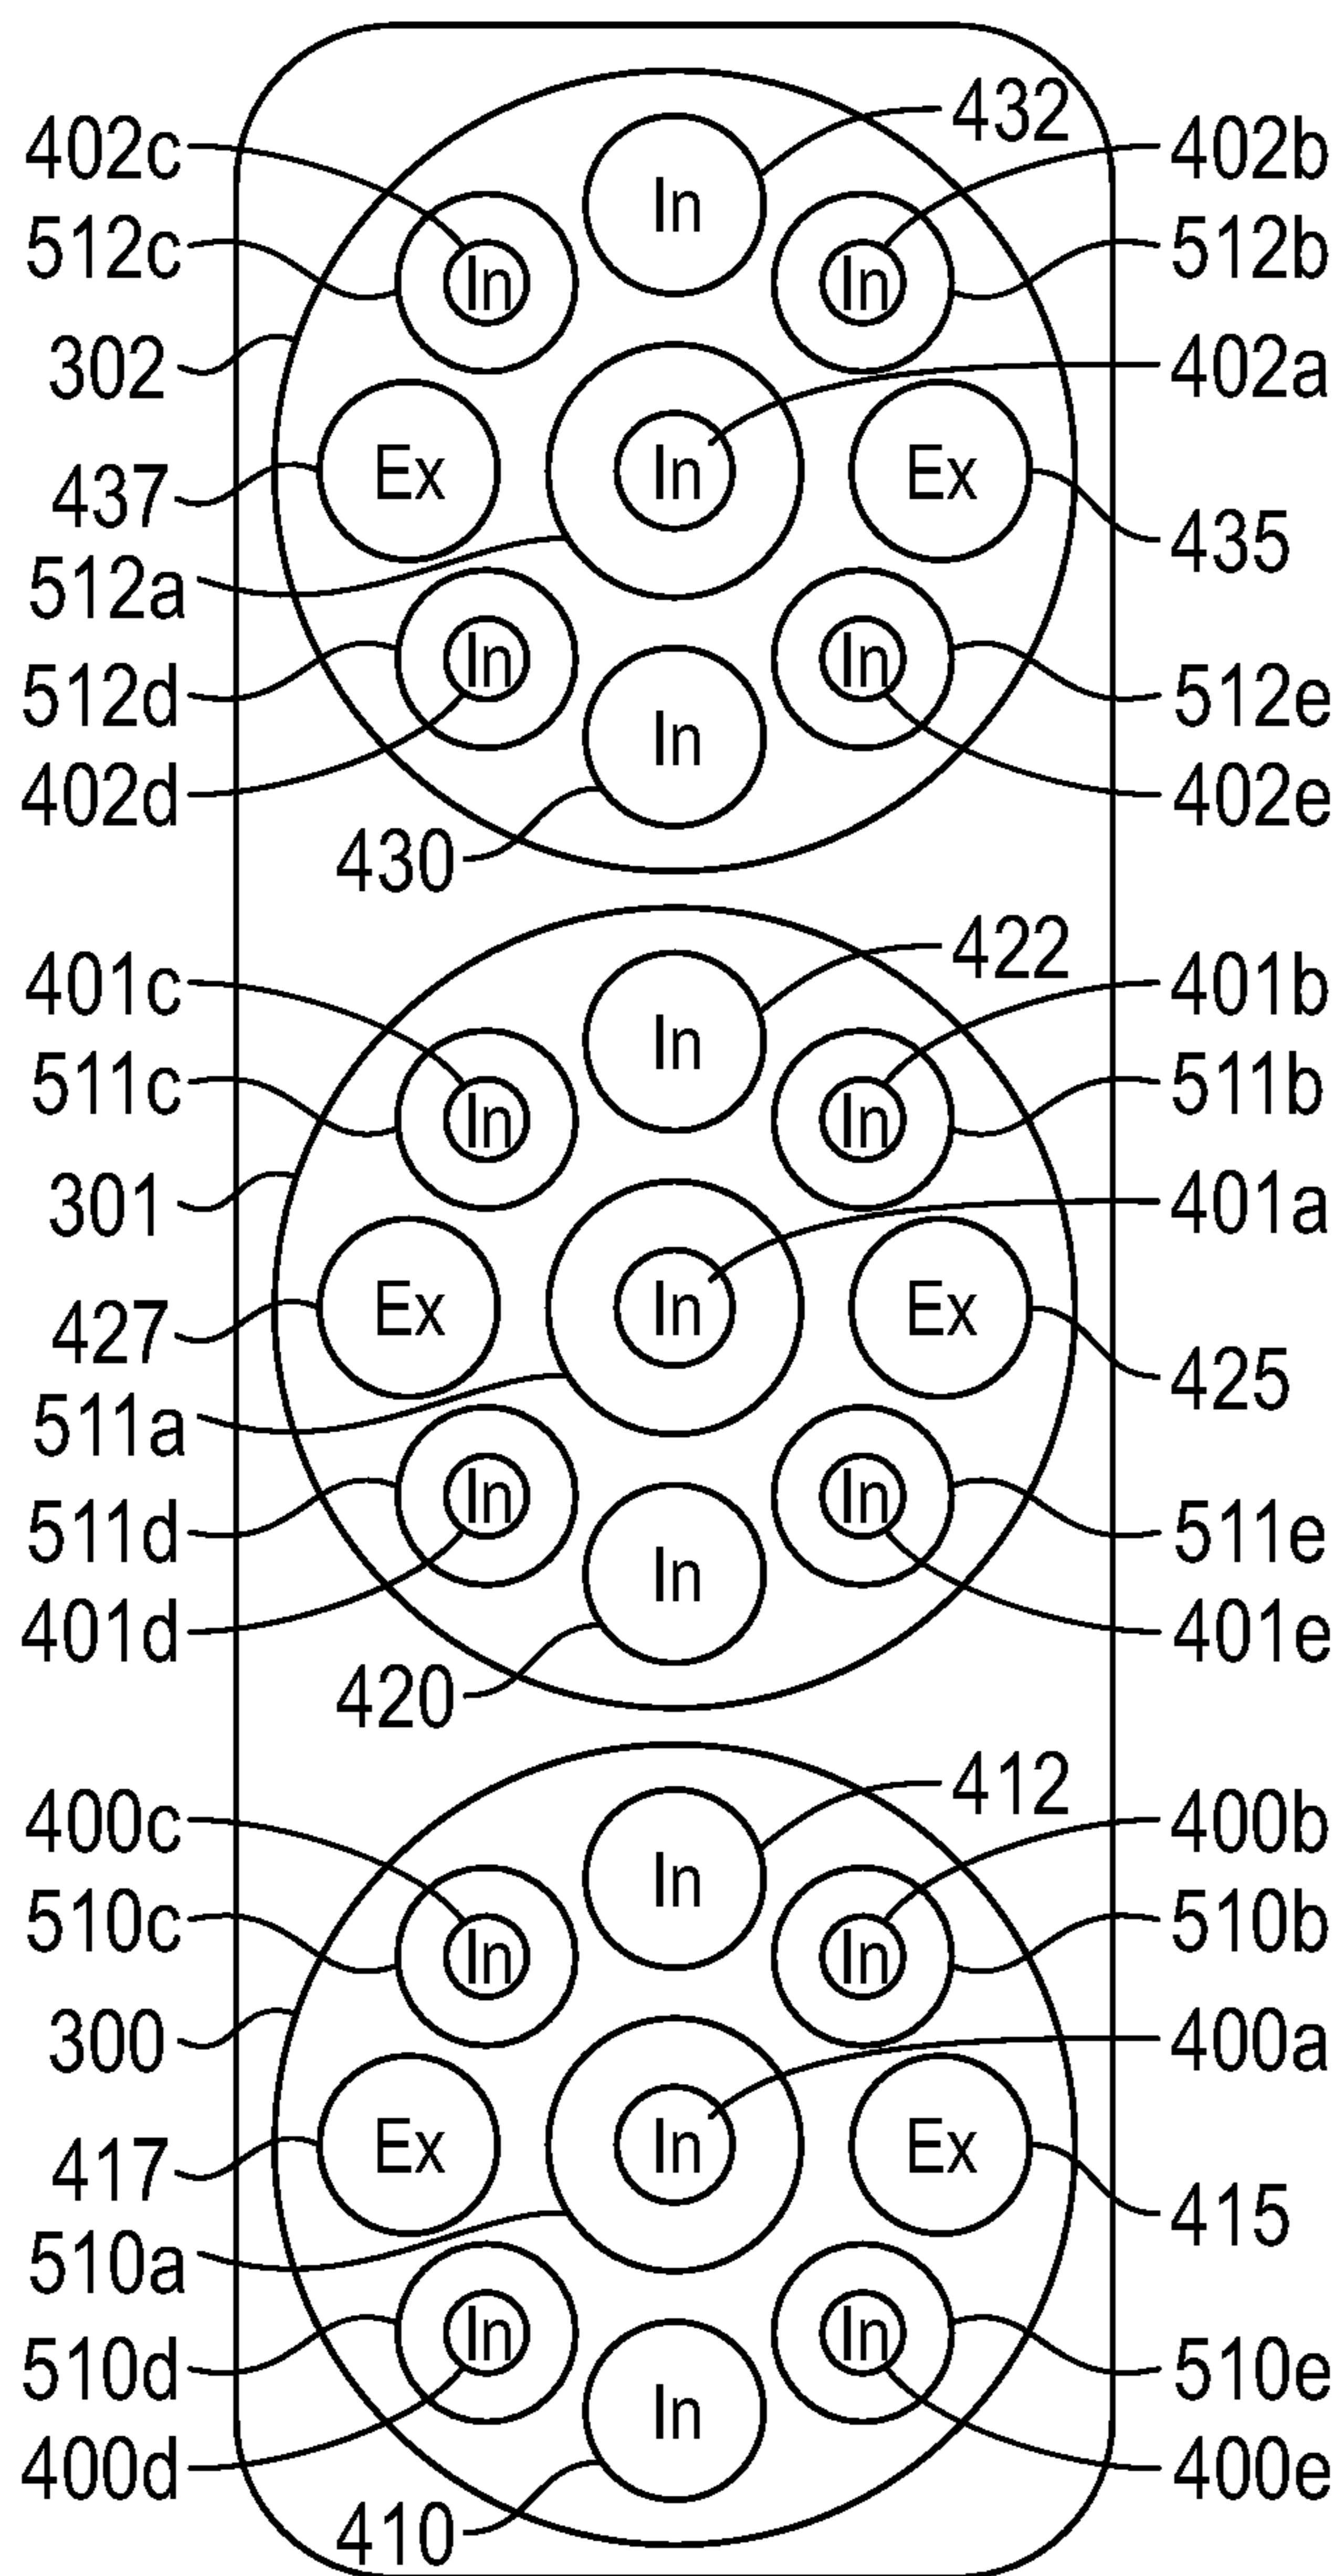 432
402c
402b
In
512c
512b
In
In
302
402a
437
Ex
In
Ex
435
512a
512d
In
In
512e
In
402d
402e
430
422
401c
401b
In
511c
511b
In
In
301
401a
427
Ex
In
Ex
425
511a
511d
In
In
511e
In
401d
401e
420
412
400c
400b
In
510c
510b
In
In
300
400a
417
Ex
In
Ex
415
510a
510d
In
In
510e
In
400d
400e
410